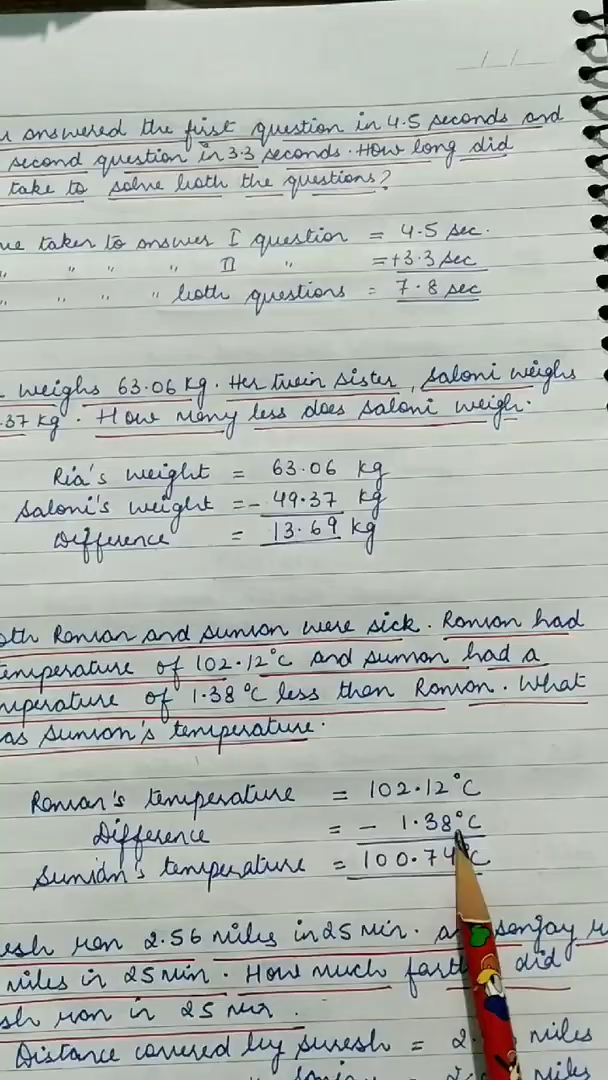 answered the first question in 4.5 seconds and
second question in 3.3 seconds. How long did
take to solve both the questions?
taken to answer I question = 4.5 sec.
" " " " II " = +3.3 sec
" " " " both questions = 7.8 sec
weighs 63.06 kg. Her twin sister, saloni weighs
.37 kg. How many less does saloni weigh.
Ria's weight = 63.06 kg
Saloni's weight = - 49.37 kg
Difference = 13.69 kg
Roman and suman were sick. Roman had
temperature of 102.12°C and suman had a
of 1.38 °C less than Roman. What
suman's temperature.
Roman's temperature = 102.12°C
Difference = - 1.38°C
Suman's temperature = 100.74°C
ran 2.56 miles in 25 min. sanjay
miles in 25 min. How much did
ran in 25 min.
Distance covered by suresh = 2. miles
miles